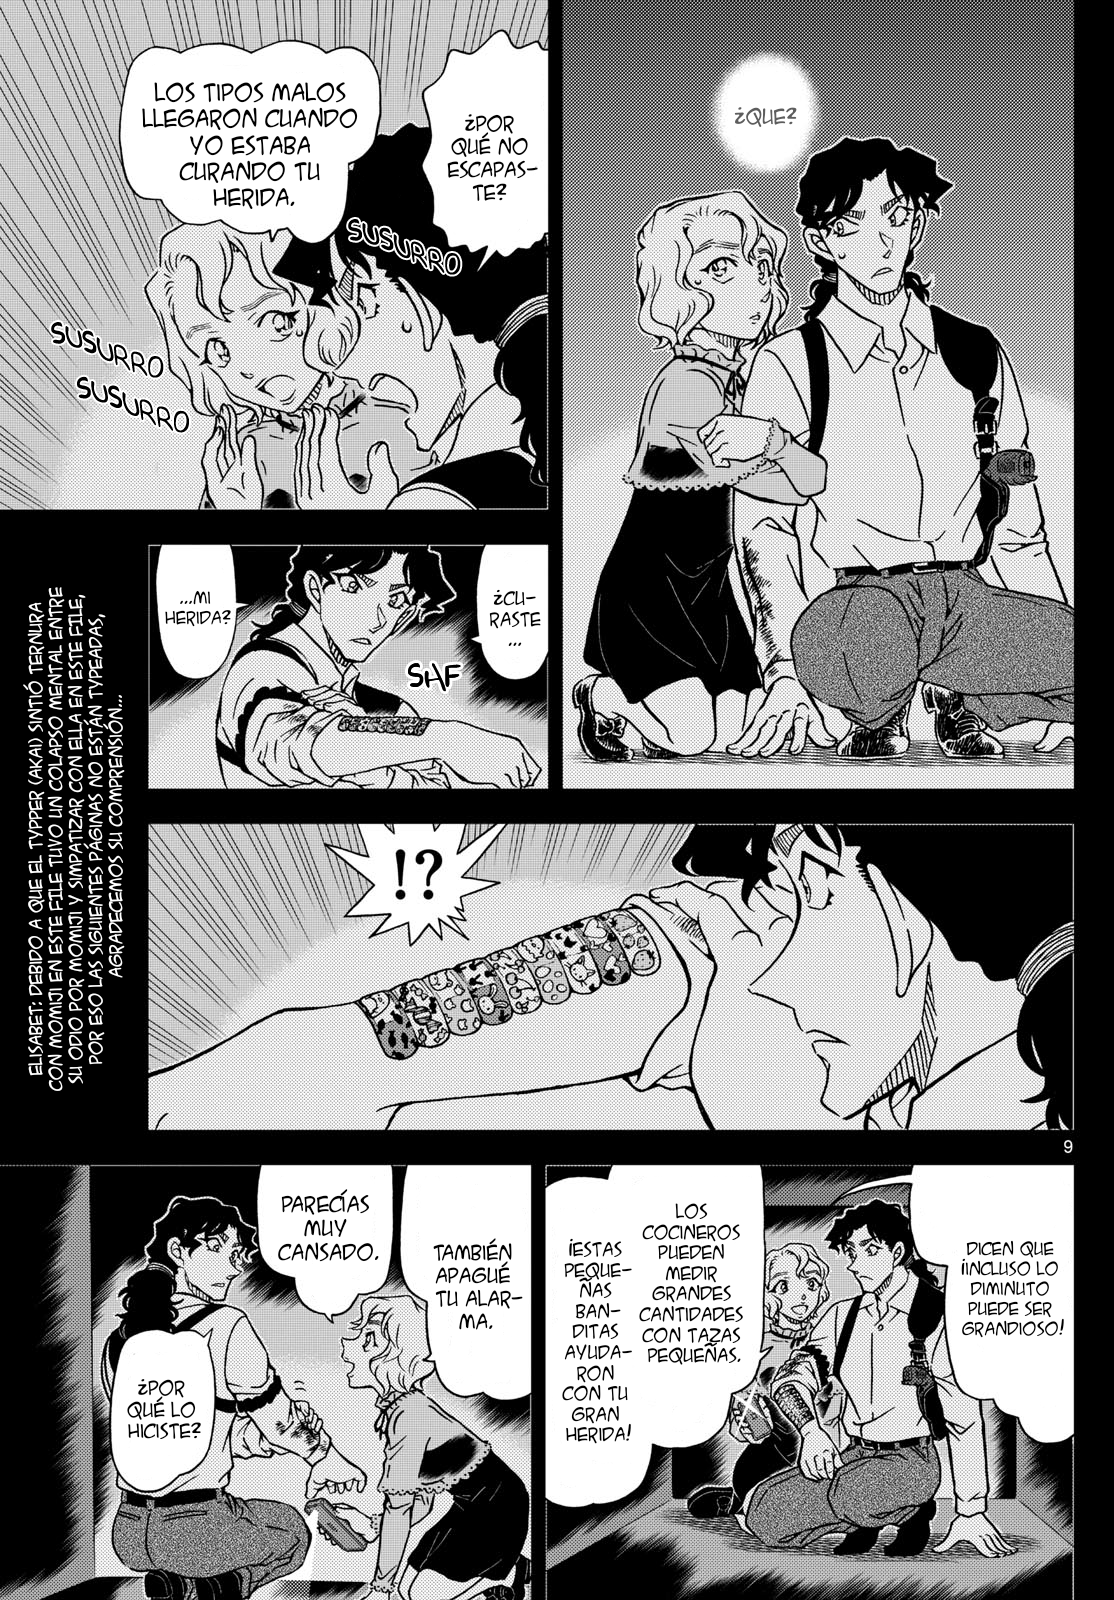 ¿QUE?
¿POR
QUÉ NO
ESCAPAS-
TE?
LOS TIPOS MALOS
LLEGARON CUANDO
YO ESTABA
CURANDO TU
HERIDA.
SUSURRO
SUSURRO
SUSURRO
¿CU-
RASTE
...
...MI
HERIDA?
SHF
ELISABET: DEBIDO A QUE EL TYPPER (AKAI) SINTIÓ TERNURA
CON MOMIJI EN ESTE FILE TUVO UN COLAPSO MENTAL ENTRE
SU ODIO POR MOMIJI Y SIMPATIZAR CON ELLA EN ESTE FILE,
POR ESO LAS SIGUIENTES PÁGINAS NO ESTÁN TYPEADAS,
AGRADECEMOS SU COMPRENSIÓN...
!?
9
DICEN QUE
¡INCLUSO LO
DIMINUTO
PUEDE SER
GRANDIOSO!
LOS
COCINEROS
PUEDEN
MEDIR
GRANDES
CANTIDADES
CON TAZAS
PEQUEÑAS.
¡ESTAS
PEQUE-
ÑAS
BAN-
DITAS
AYUDA-
RON
CON TU
GRAN
HERIDA!
TAMBIÉN
APAGUÉ
TU ALAR-
MA.
PARECÍAS
MUY
CANSADO.
¿POR
QUÉ LO
HICISTE?